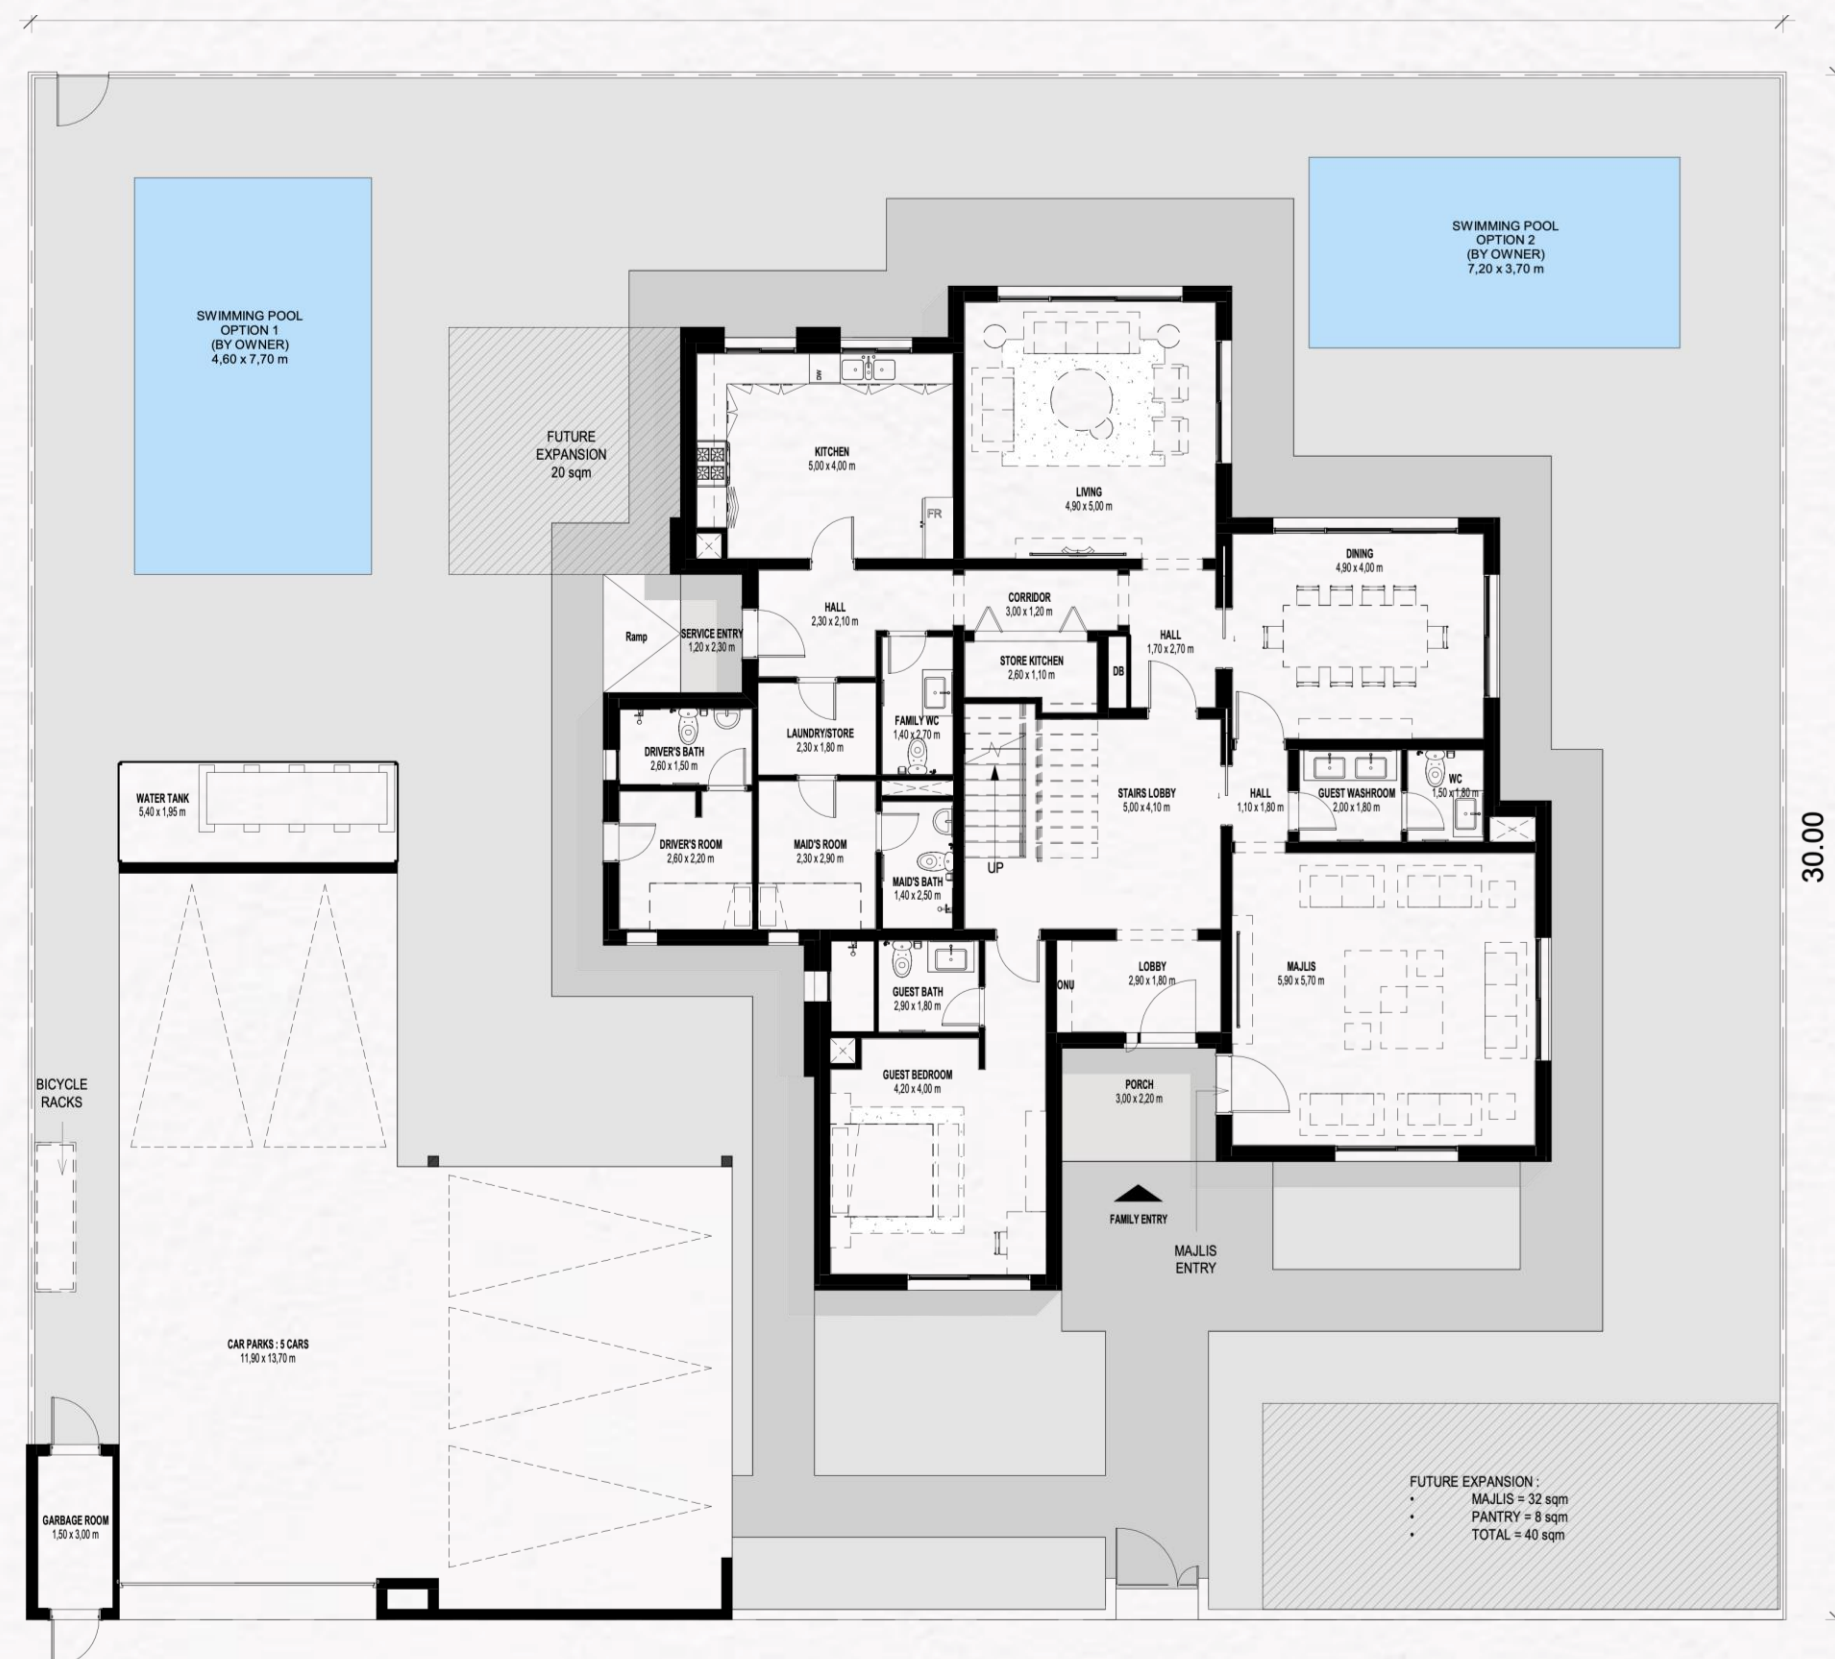 SWIMMING POOL
OPTION 2
(BY OWNER)
7,20 x 3,70 m
SWIMMING POOL
OPTION 1
(BY OWNER)
4,60 x 7,70 m
FUTURE
EXPANSION
20 sqm
DW
KITCHEN
5,00 x 4,00 m
FR
LIVING
4,90 x 5,00 m
DINING
4,90 x 4,00 m
HALL
2,30 x 2,10 m
CORRIDOR
3,00 x 1,20 m
HALL
1,70 x 2,70 m
Ramp
SERVICE ENTRY
1,20 x 2,30 m
STORE KITCHEN
2,60 x 1,10 m
DB
DRIVER'S BATH
2,60 x 1,50 m
LAUNDRY/STORE
2,30 x 1,80 m
FAMILY WC
1,40 x 2,70 m
STAIRS LOBBY
5,00 x 4,10 m
HALL
1,10 x 1,80 m
GUEST WASHROOM
2,00 x 1,80 m
WC
1,50 x 1,80 m
WATER TANK
5,40 x 1,95 m
DRIVER'S ROOM
2,60 x 2,20 m
MAID'S ROOM
2,30 x 2,90 m
MAID'S BATH
1,40 x 2,50 m
UP
30.00
GUEST BATH
2,90 x 1,80 m
ONU
LOBBY
2,90 x 1,80 m
MAJLIS
5,90 x 5,70 m
BICYCLE
RACKS
GUEST BEDROOM
4,20 x 4,00 m
PORCH
3,00 x 2,20 m
FAMILY ENTRY
MAJLIS
ENTRY
CAR PARKS : 5 CARS
11,90 x 13,70 m
GARBAGE ROOM
1,50 x 3,00 m
FUTURE EXPANSION :
• MAJLIS = 32 sqm
• PANTRY = 8 sqm
• TOTAL = 40 sqm